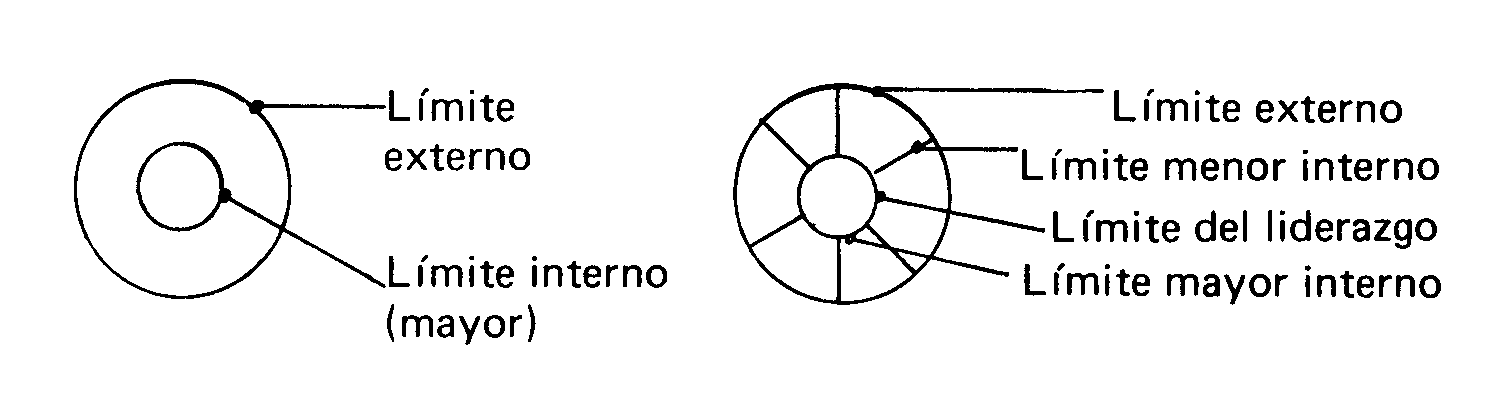 Límite
externo
Límite interno
(mayor)
Límite externo
Límite menor interno
Límite del liderazgo
Límite mayor interno